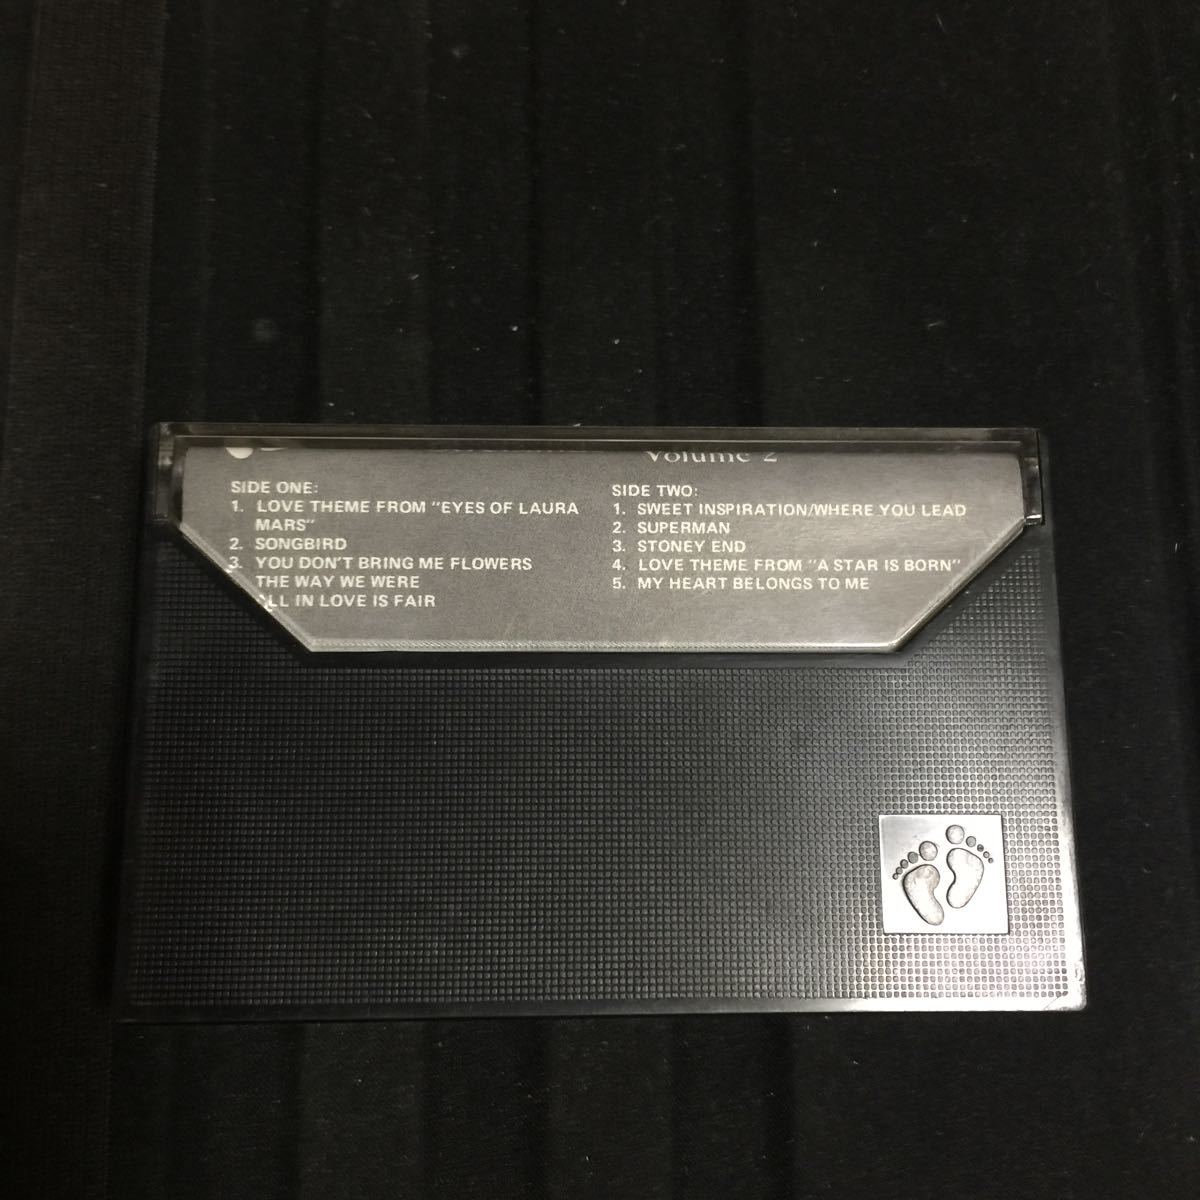 Volume 2
SIDE ONE:
1. LOVE THEME FROM "EYES OF LAURA
MARS"
2. SONGBIRD
3. YOU DON'T BRING ME FLOWERS
THE WAY WE WERE
ALL IN LOVE IS FAIR
SIDE TWO:
1. SWEET INSPIRATION/WHERE YOU LEAD
2. SUPERMAN
3. STONEY END
4. LOVE THEME FROM "A STAR IS BORN"
5. MY HEART BELONGS TO ME